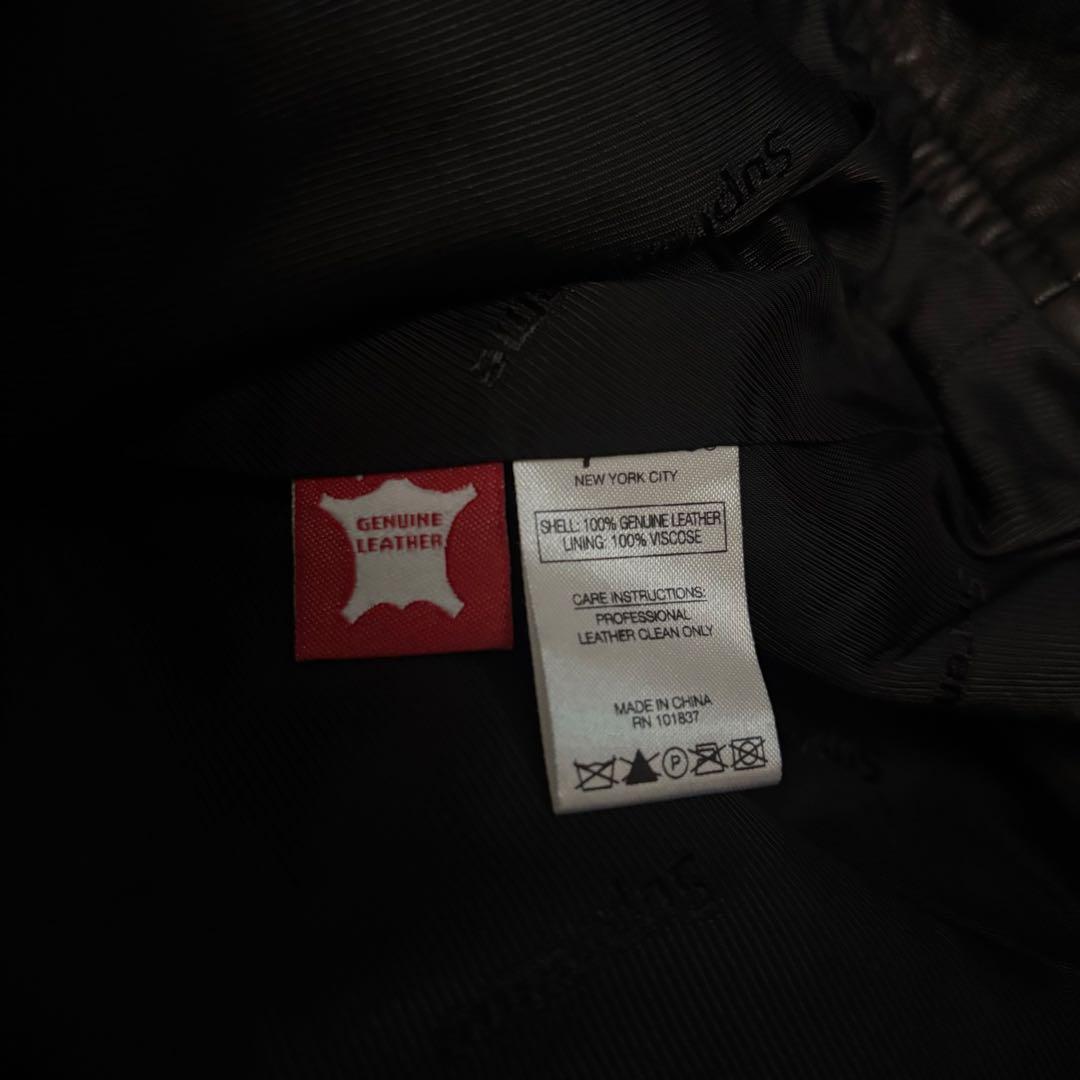 GENUINE
LEATHER
NEW YORK CITY
SHELL: 100% GENUINE LEATHER
LINING: 100% VISCOSE
CARE INSTRUCTIONS:
PROFESSIONAL
LEATHER CLEAN ONLY
MADE IN CHINA
RN 101837
P